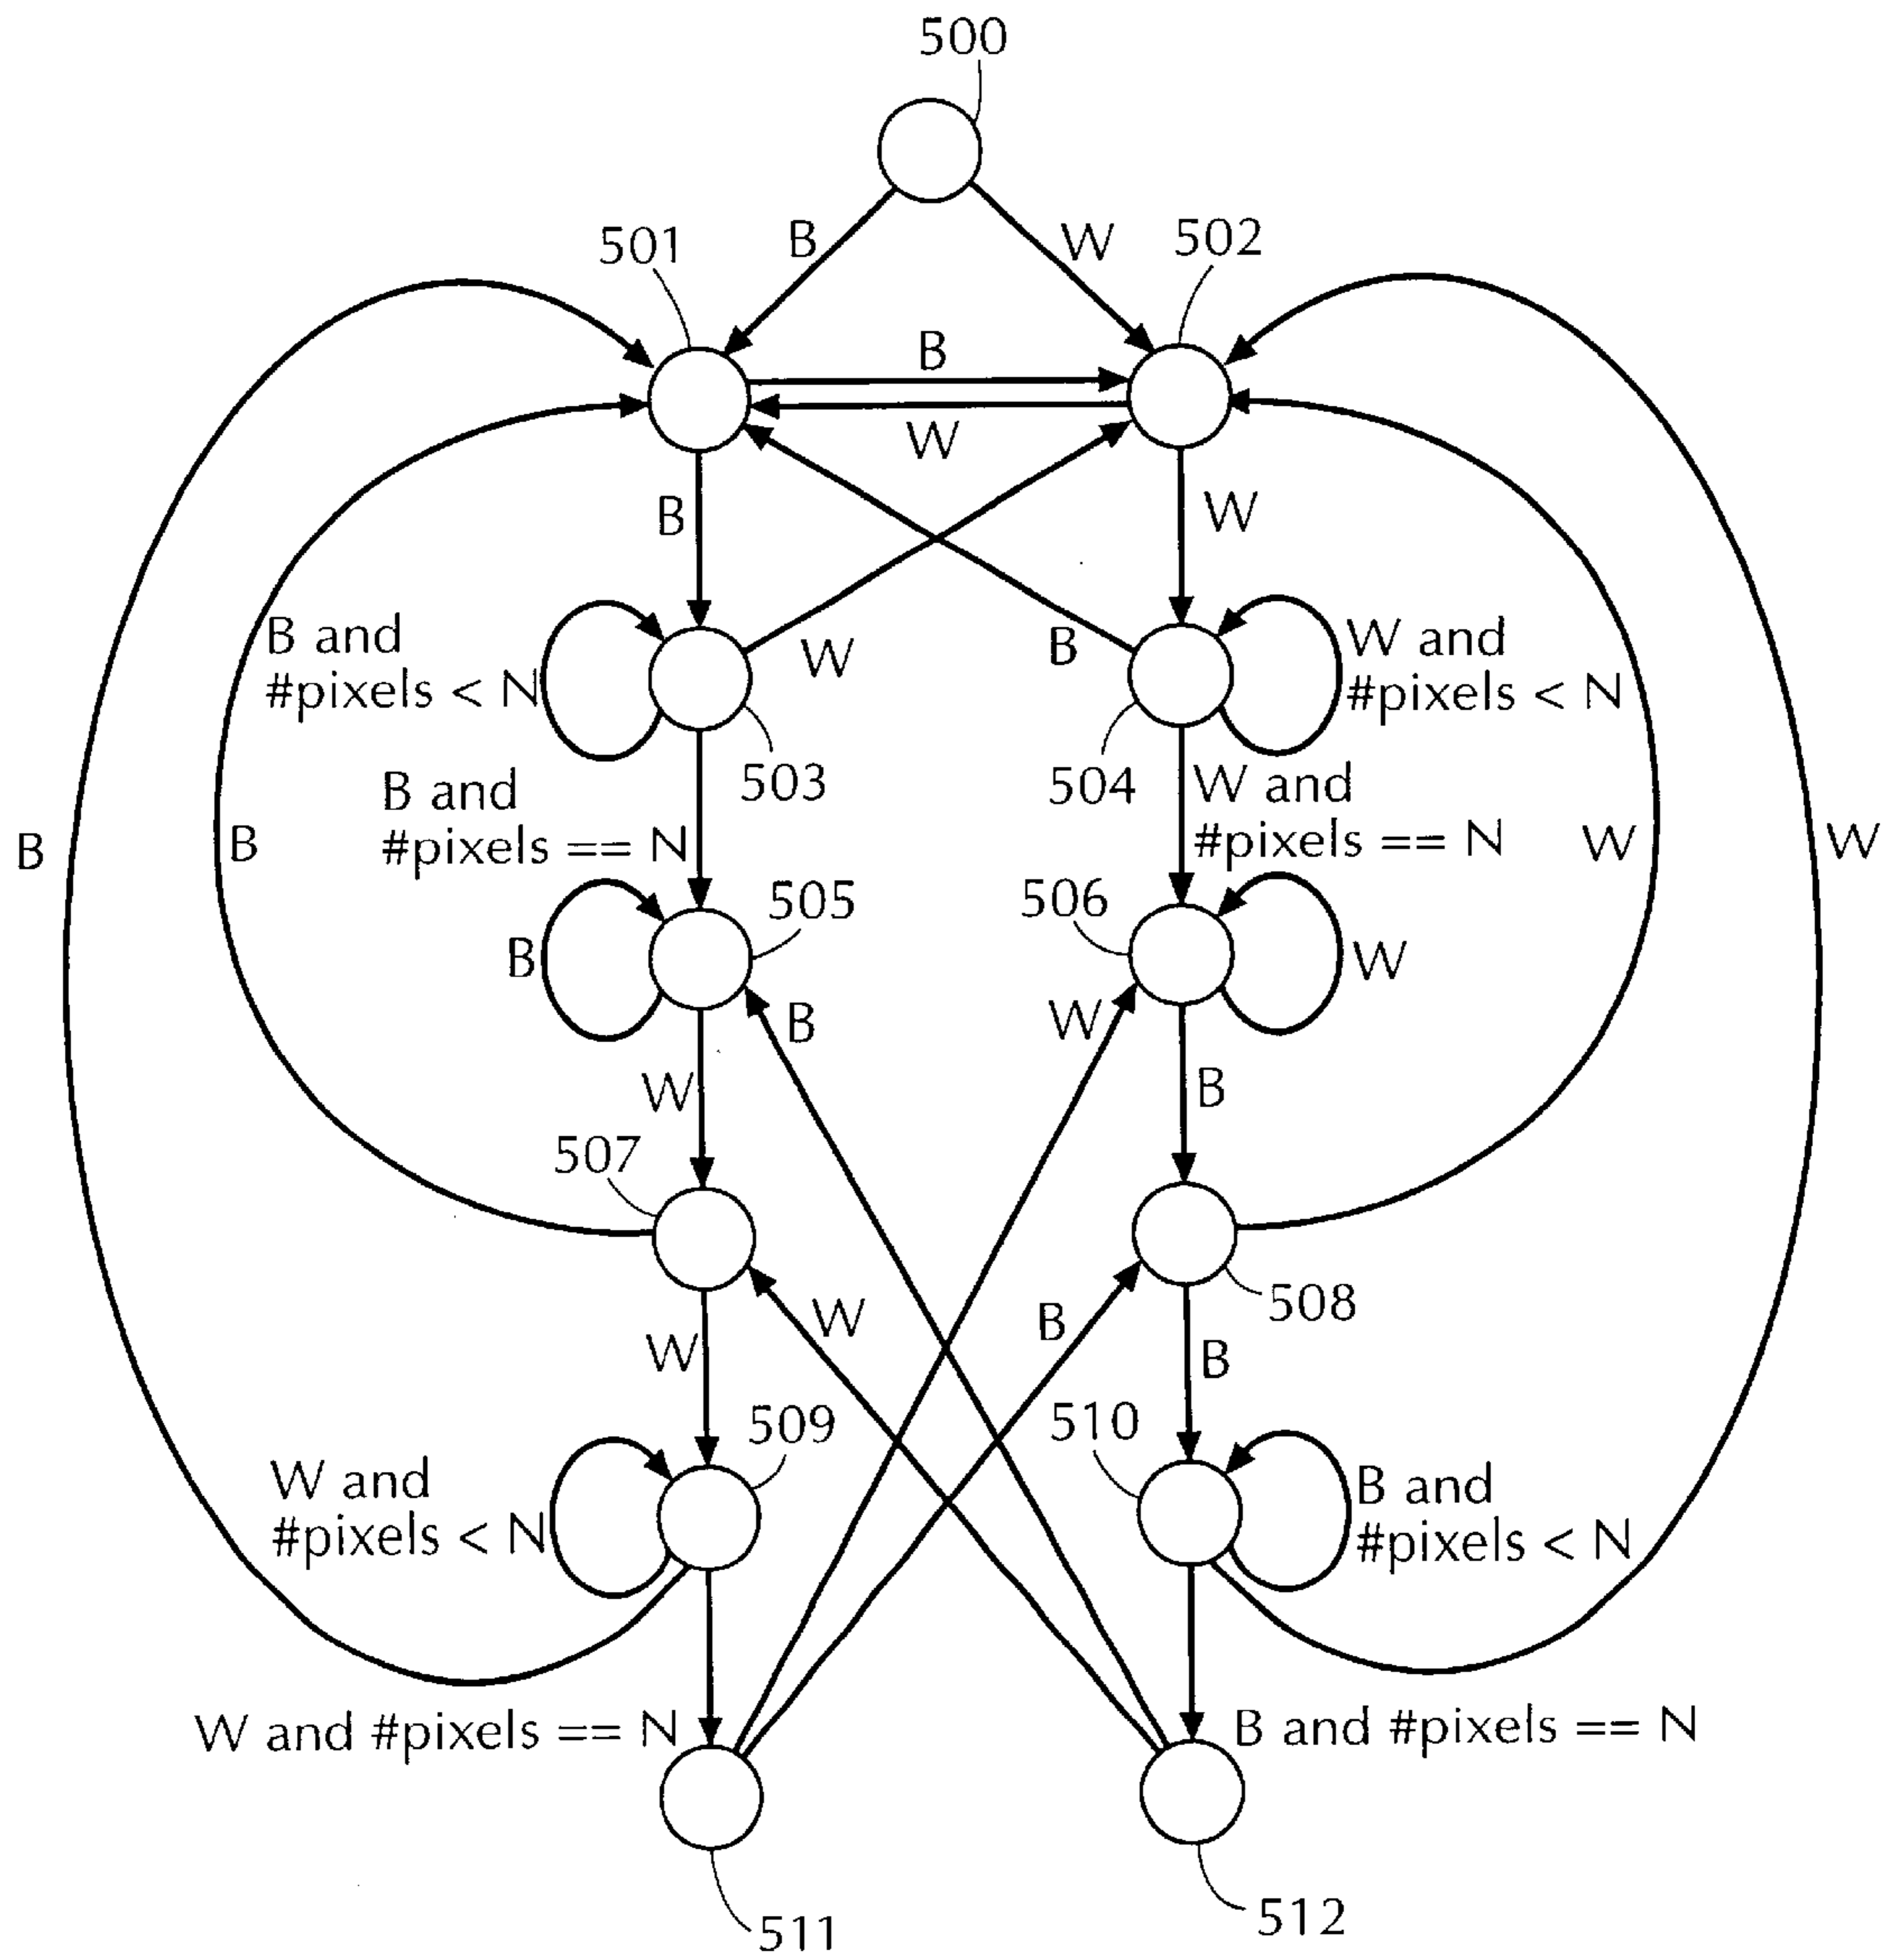 500
B
W
501
502
B
W
B
W
B and
#pixels < N
W
B
W and
#pixels < N
503
504
B and
#pixels == N
W and
#pixels == N
B
B
W
W
505
506
B
W
B
W
W
B
507
508
W
B
W
B
509
510
W and
#pixels < N
B and
#pixels < N
W and #pixels == N
B and #pixels == N
511
512